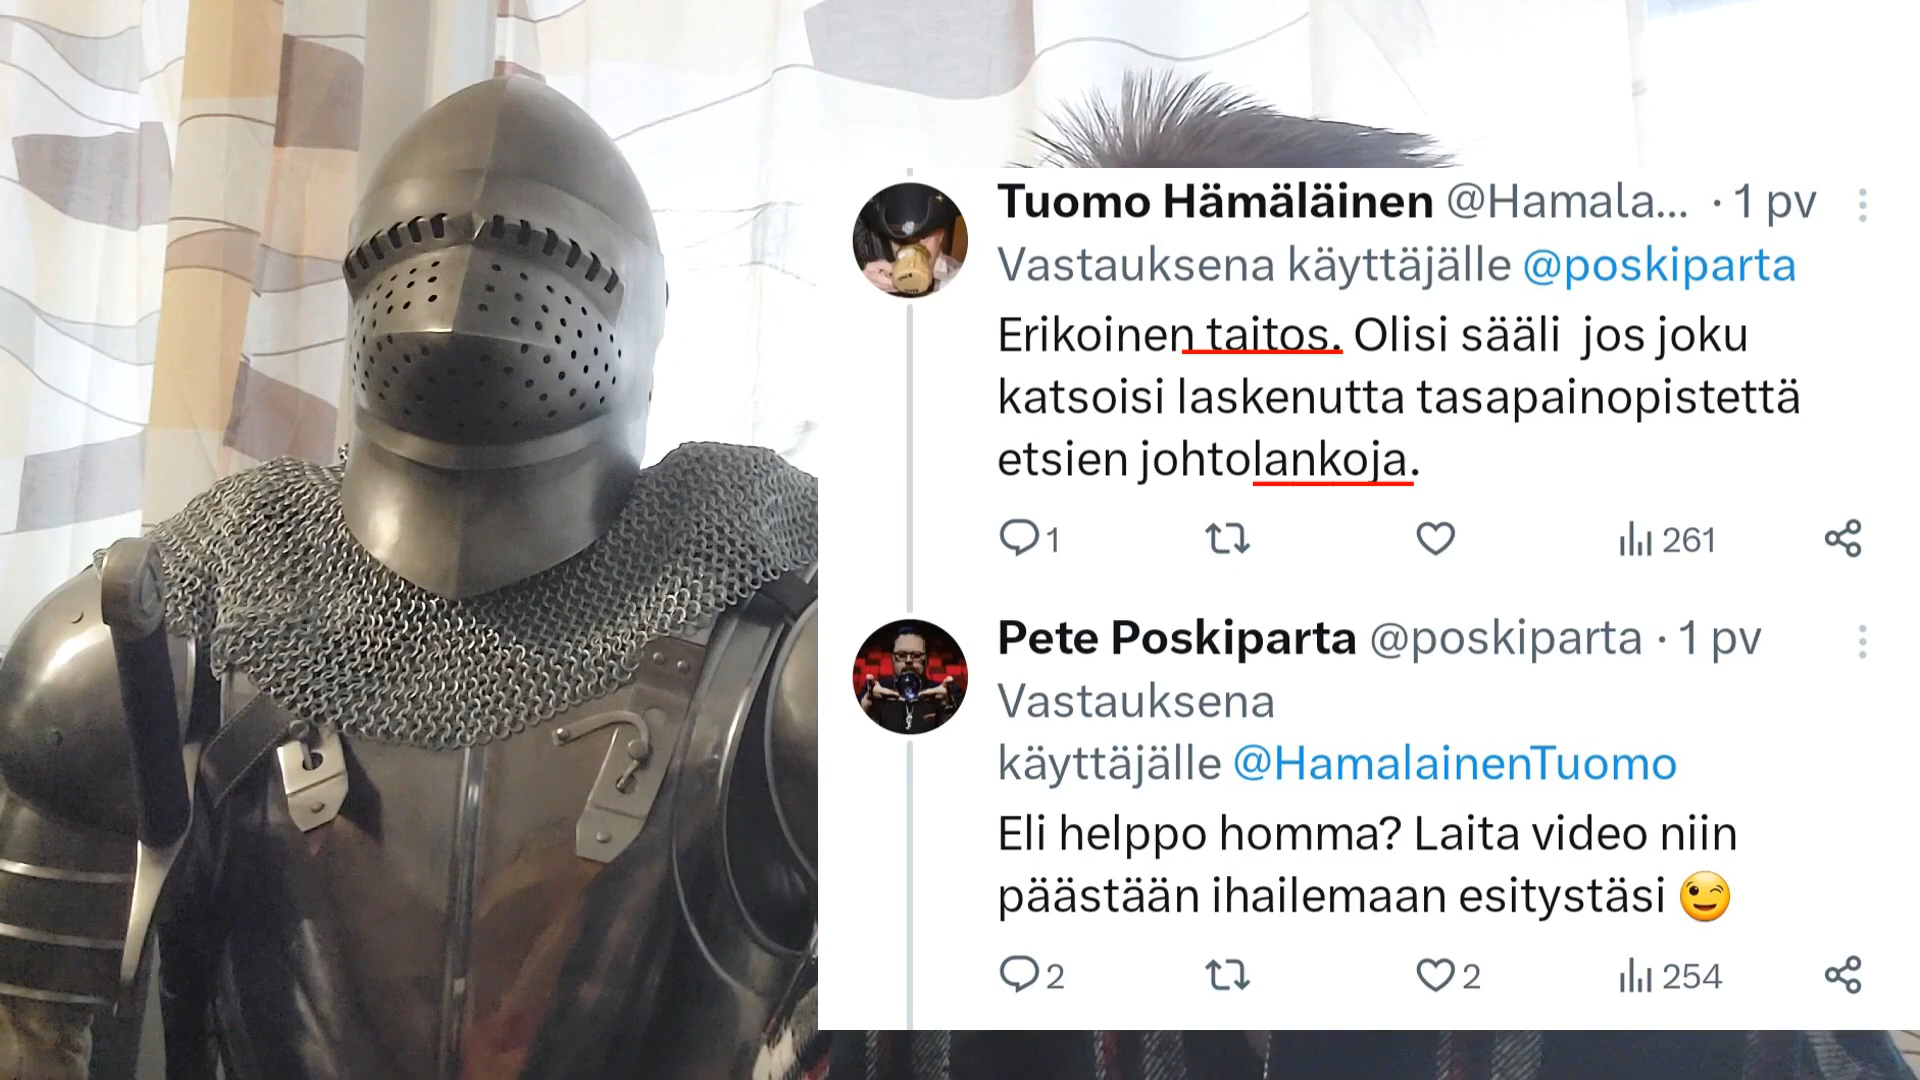 Tuomo Hämäläinen @Hamala... · 1 pv
Vastauksena käyttäjälle @poskiparta
Erikoinen taitos. Olisi sääli jos joku
katsoisi laskenutta tasapainopistettä
etsien johtolankoja.
1 261
Pete Poskiparta @poskiparta · 1 pv
Vastauksena
käyttäjälle @HamalainenTuomo
Eli helppo homma? Laita video niin
päästään ihailemaan esitystäsi 😉
2 2 254